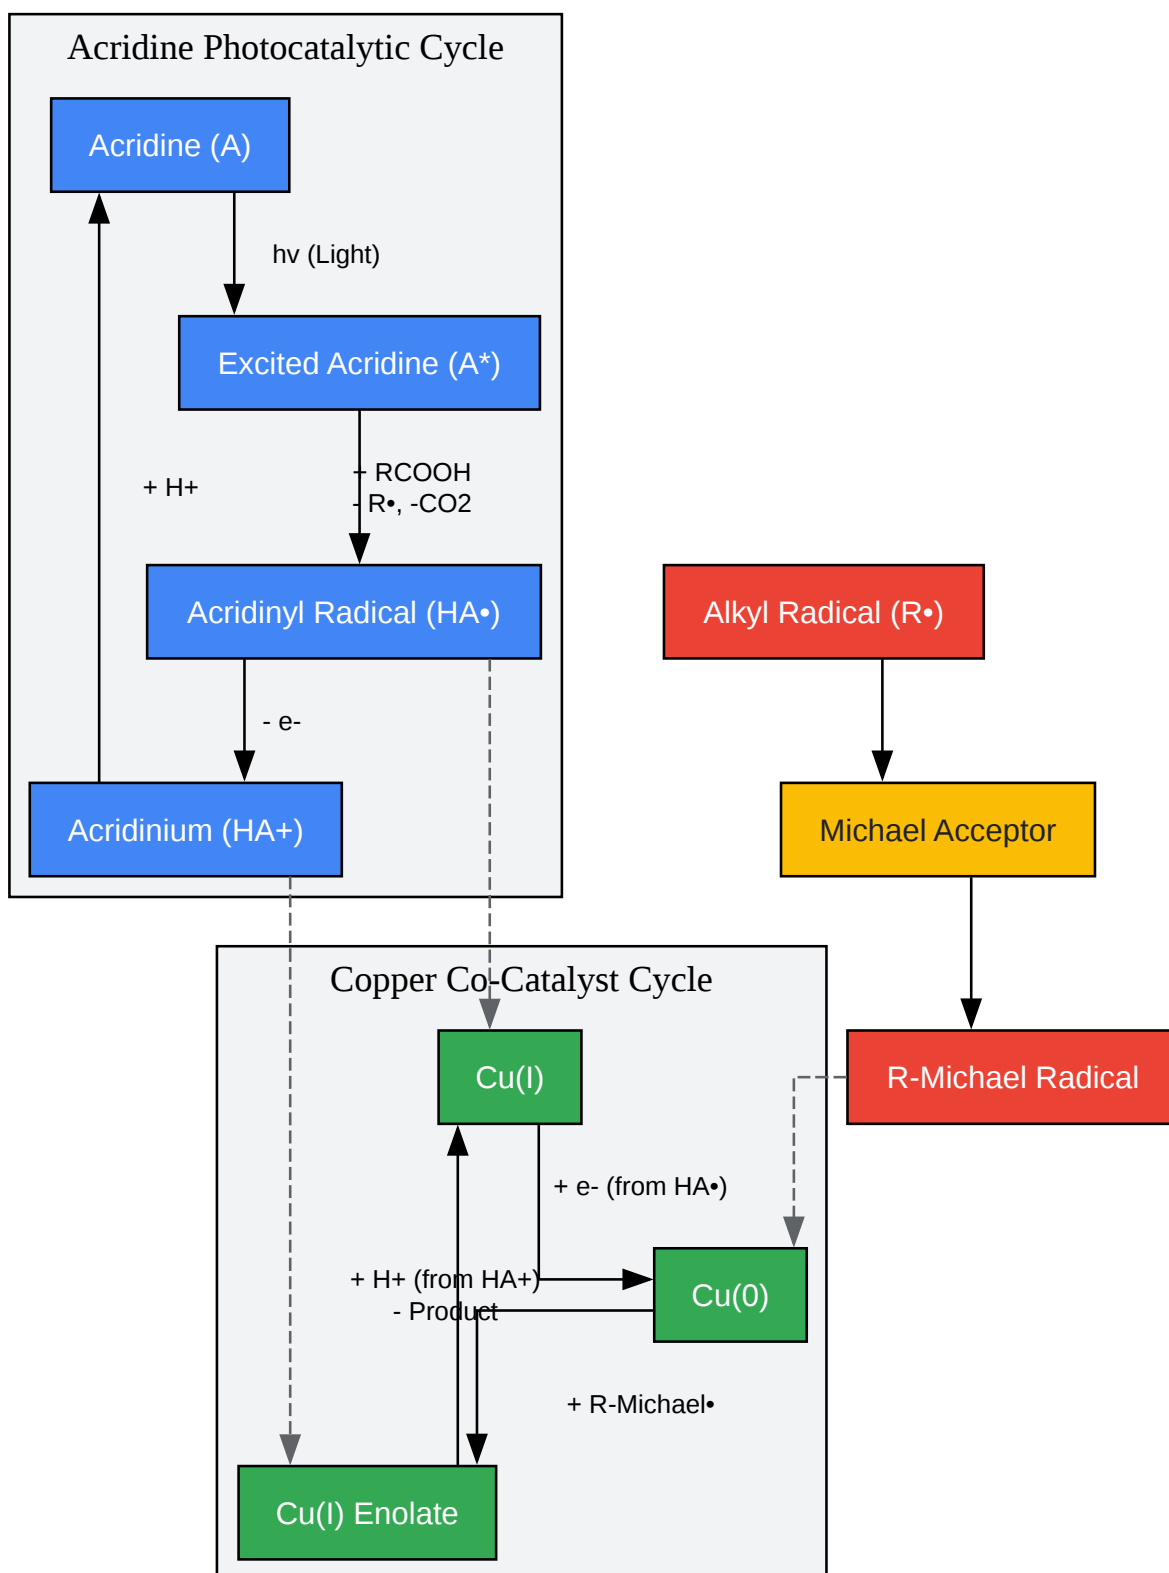 Acridine Photocatalytic Cycle
Acridine (A)
hv (Light)
Excited Acridine (A*)
+ RCOOH
- R•, -CO2
+ H+
Acridinyl Radical (HA•)
Alkyl Radical (R•)
- e-
Acridinium (HA+)
Michael Acceptor
Copper Co-Catalyst Cycle
Cu(I)
R-Michael Radical
+ e- (from HA•)
+ H+ (from HA+)
- Product
Cu(0)
+ R-Michael•
Cu(I) Enolate